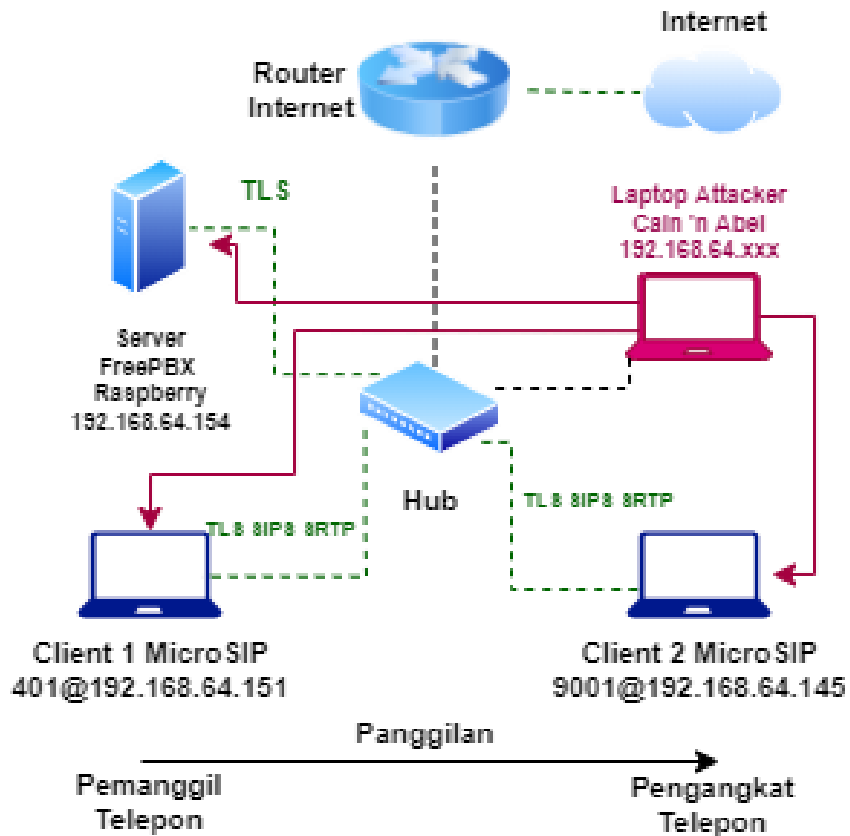 Internet
Router
Internet
TLS
Laptop Attacker
Cain 'n Abel
192.168.64.xxx
Server
FreePBX
Raspberry
192.168.64.154
Hub
TLS SIPS SRTP
TLS SIPS SRTP
Client 1 MicroSIP
401@192.168.64.151
Client 2 MicroSIP
9001@192.168.64.145
Panggilan
Pemanggil
Telepon
Pengangkat
Telepon